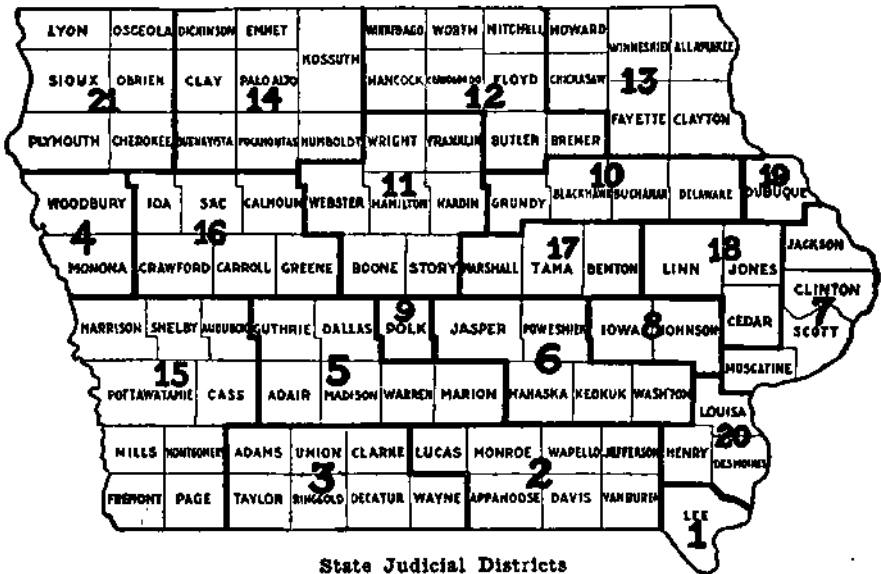 LYON OSCEOLA DICKINSON EMMET WINNEBAGO WORTH MITCHELL HOWARD
KOSSUTH WINNESHIEK ALLAMAKEE
SIOUX OBRIEN CLAY PALO ALTO HANCOCK FLOYD CHICKASAW
21 14 12 13
PLYMOUTH CHEROKEE BUENA VISTA POCAHONTAS HUMBOLDT WRIGHT FRANKLIN BUTLER BREMER FAYETTE CLAYTON
WOODBURY IDA SAC CALHOUN WEBSTER HAMILTON HARDIN GRUNDY BLACKHAWK BUCHANAN DELAWARE DUBUQUE
4 16 11 10 19
MONONA CRAWFORD CARROLL GREENE BOONE STORY MARSHALL TAMA BENTON LINN JONES JACKSON
17 18
CLINTON
HARRISON SHELBY AUDUBON GUTHRIE DALLAS POLK JASPER POWESHIEK IOWA JOHNSON CEDAR SCOTT
9 8 7
MUSCATINE
15 5 6
POTTAWATAMIE CASS ADAIR MADISON WARREN MARION MAHASKA KEOKUK WASH'TON
LOUISA
MILLS MONTGOMERY ADAMS UNION CLARKE LUCAS MONROE WAPELLO JEFFERSON HENRY DESMOINES
3 2 20
FREMONT PAGE TAYLOR RINGGOLD DECATUR WAYNE APPANOOSE DAVIS VAN BUREN
LEE
1
State Judicial Districts